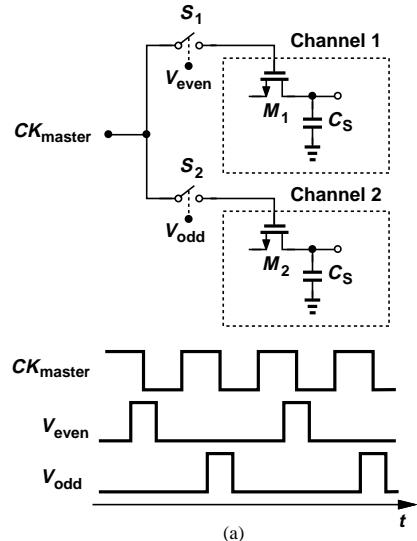 S1
Channel 1
Veven
M1
CS
CKmaster
S2
Channel 2
Vodd
M2
CS
CKmaster
Veven
Vodd
t
(a)